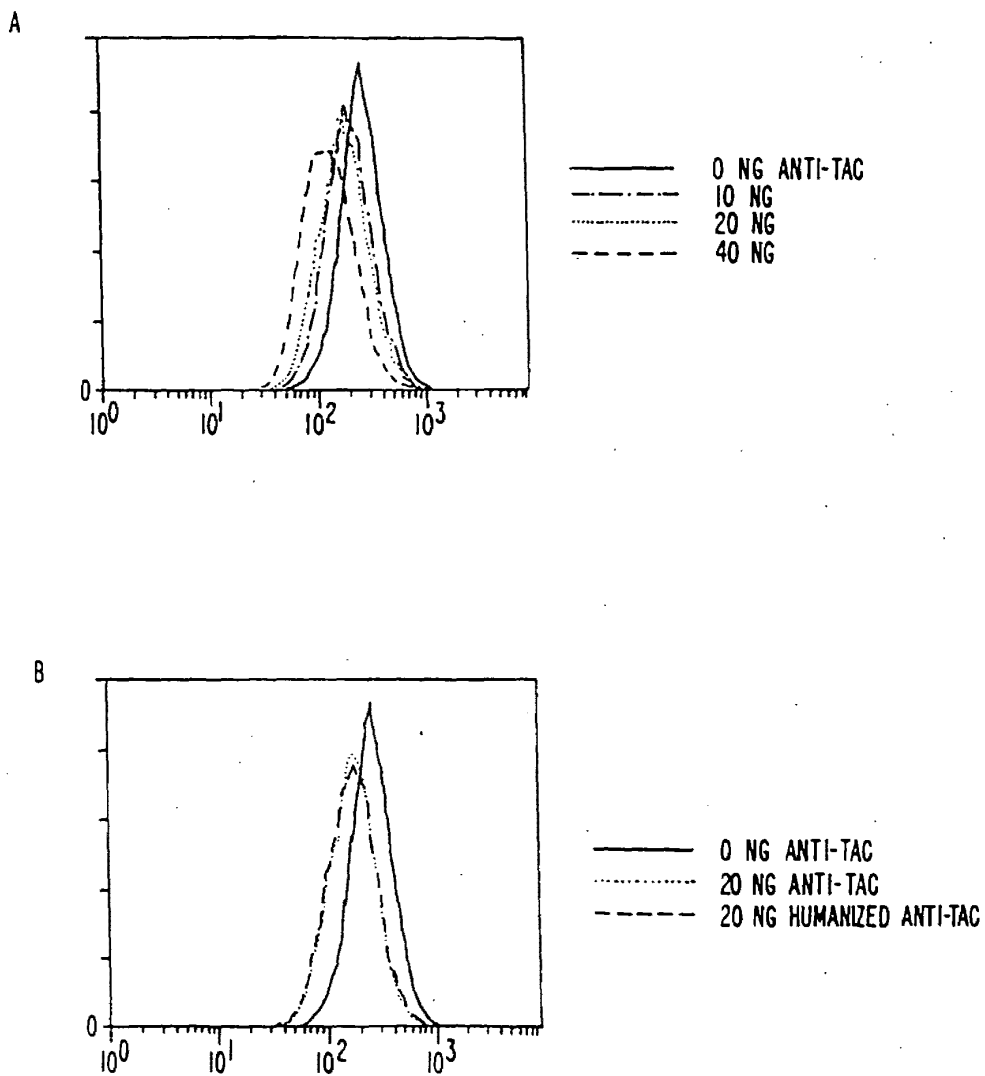 A
0 NG ANTI-TAC
10 NG
20 NG
40 NG
0
10^0 10^1 10^2 10^3
B
0 NG ANTI-TAC
20 NG ANTI-TAC
20 NG HUMANIZED ANTI-TAC
0
10^0 10^1 10^2 10^3